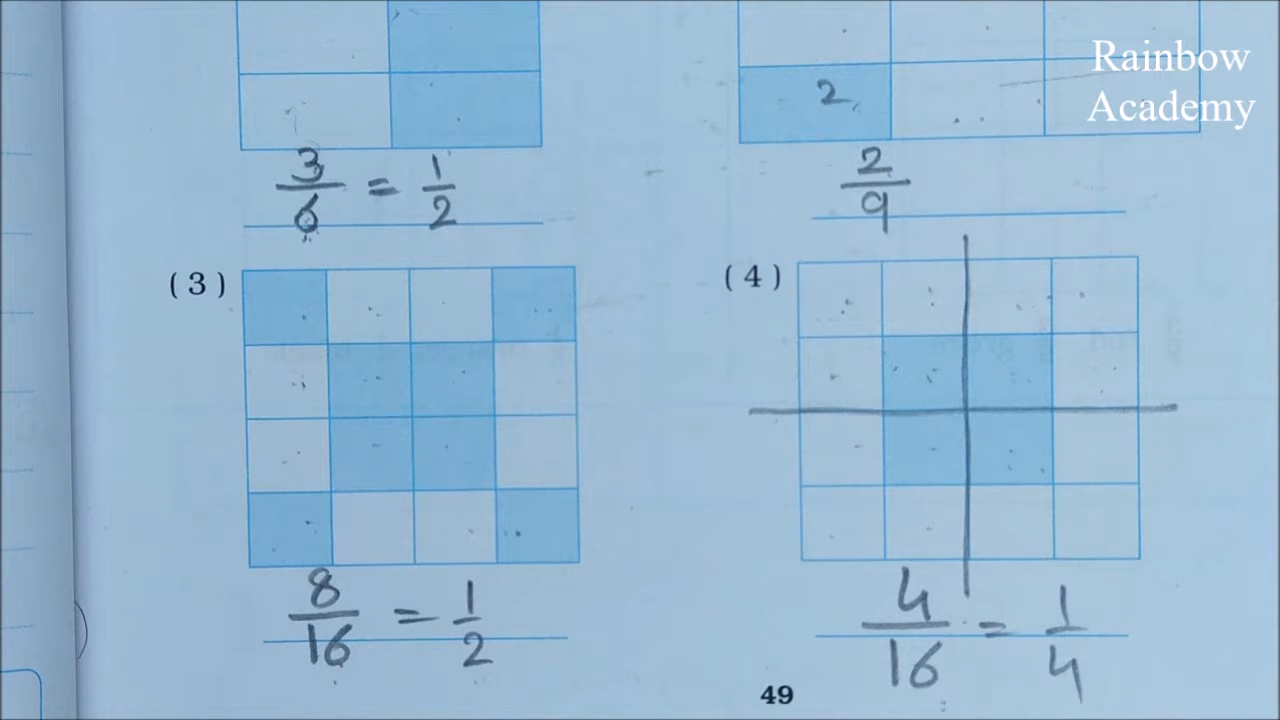 Rainbow
Academy
2
3/6 = 1/2
2/9
(3)
(4)
8/16 = 1/2
4/16 = 1/4
49